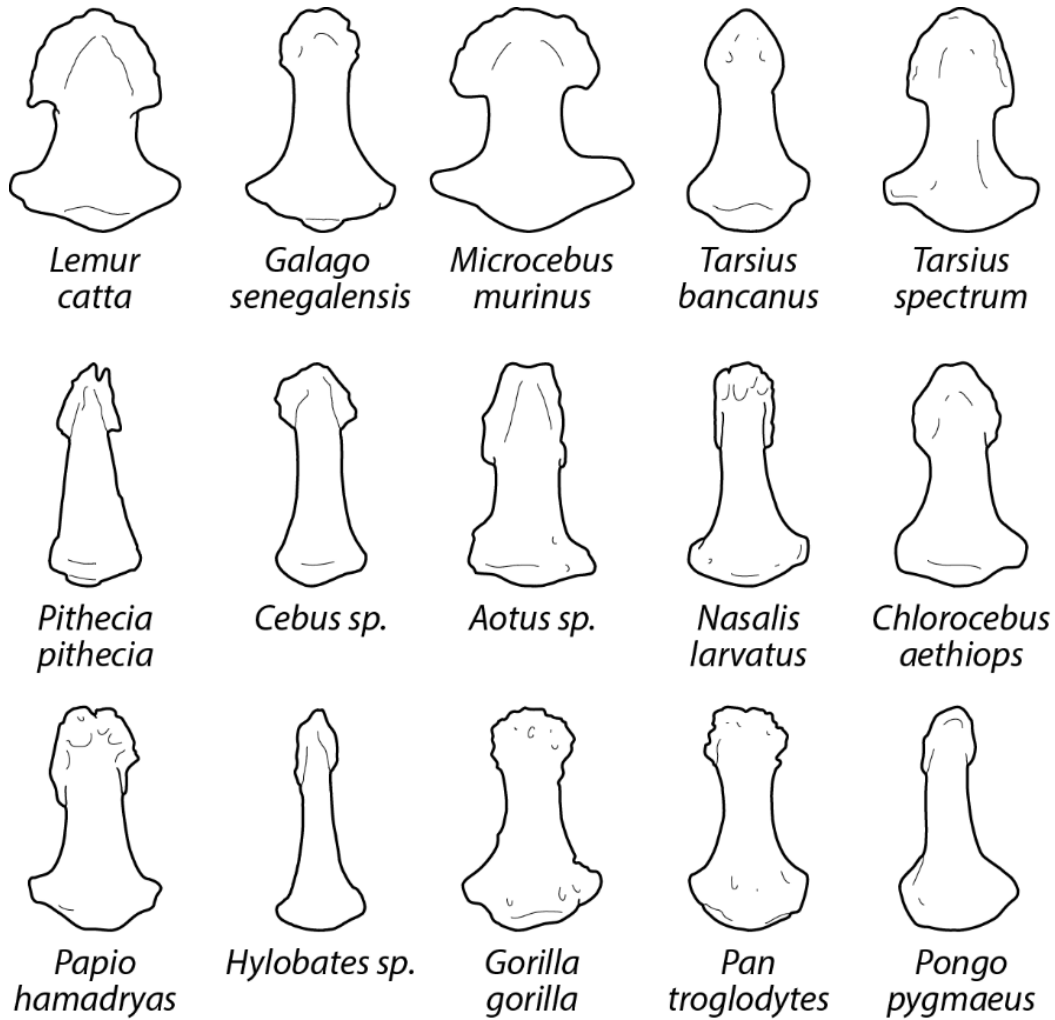 Lemur
catta
Galago
senegalensis
Microcebus
murinus
Tarsius
bancanus
Tarsius
spectrum
Pithecia
pithecia
Cebus sp.
Aotus sp.
Nasalis
larvatus
Chlorocebus
aethiops
Papio
hamadryas
Hylobates sp.
Gorilla
gorilla
Pan
troglodytes
Pongo
pygmaeus